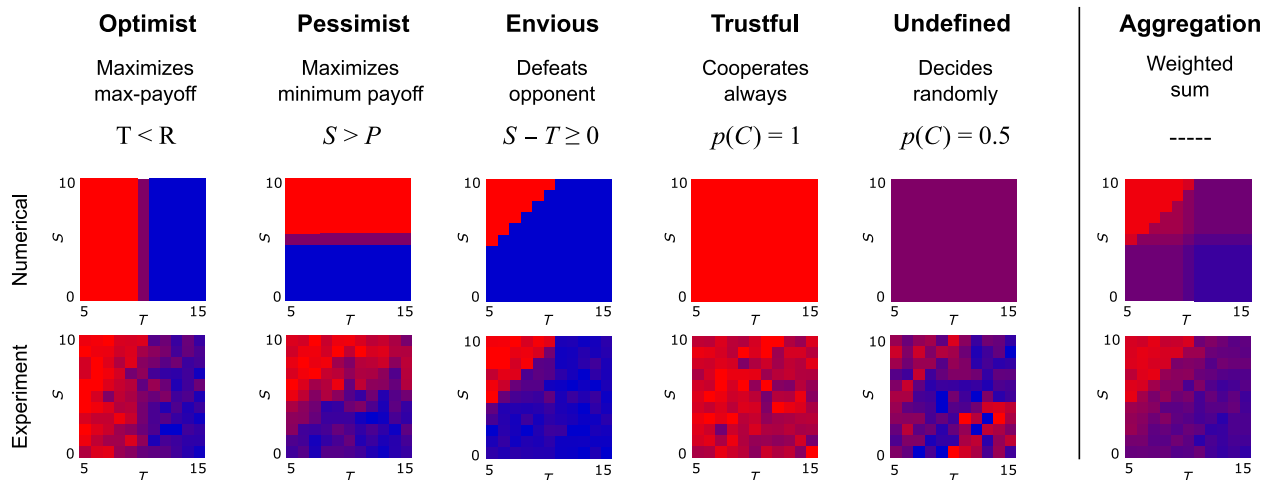 Optimist Pessimist Envious Trustful Undefined Aggregation
Maximizes Maximizes Defeats Cooperates Decides Weighted
max-payoff minimum payoff opponent always randomly sum
T < R S > P S − T ≥ 0 p(C) = 1 p(C) = 0.5 -----
Numerical
10 10 10 10 10 10
S S S S S S
0 0 0 0 0 0
5 15 5 15 5 15 5 15 5 15 5 15
T T T T T T
Experiment
10 10 10 10 10 10
S S S S S S
0 0 0 0 0 0
5 15 5 15 5 15 5 15 5 15 5 15
T T T T T T